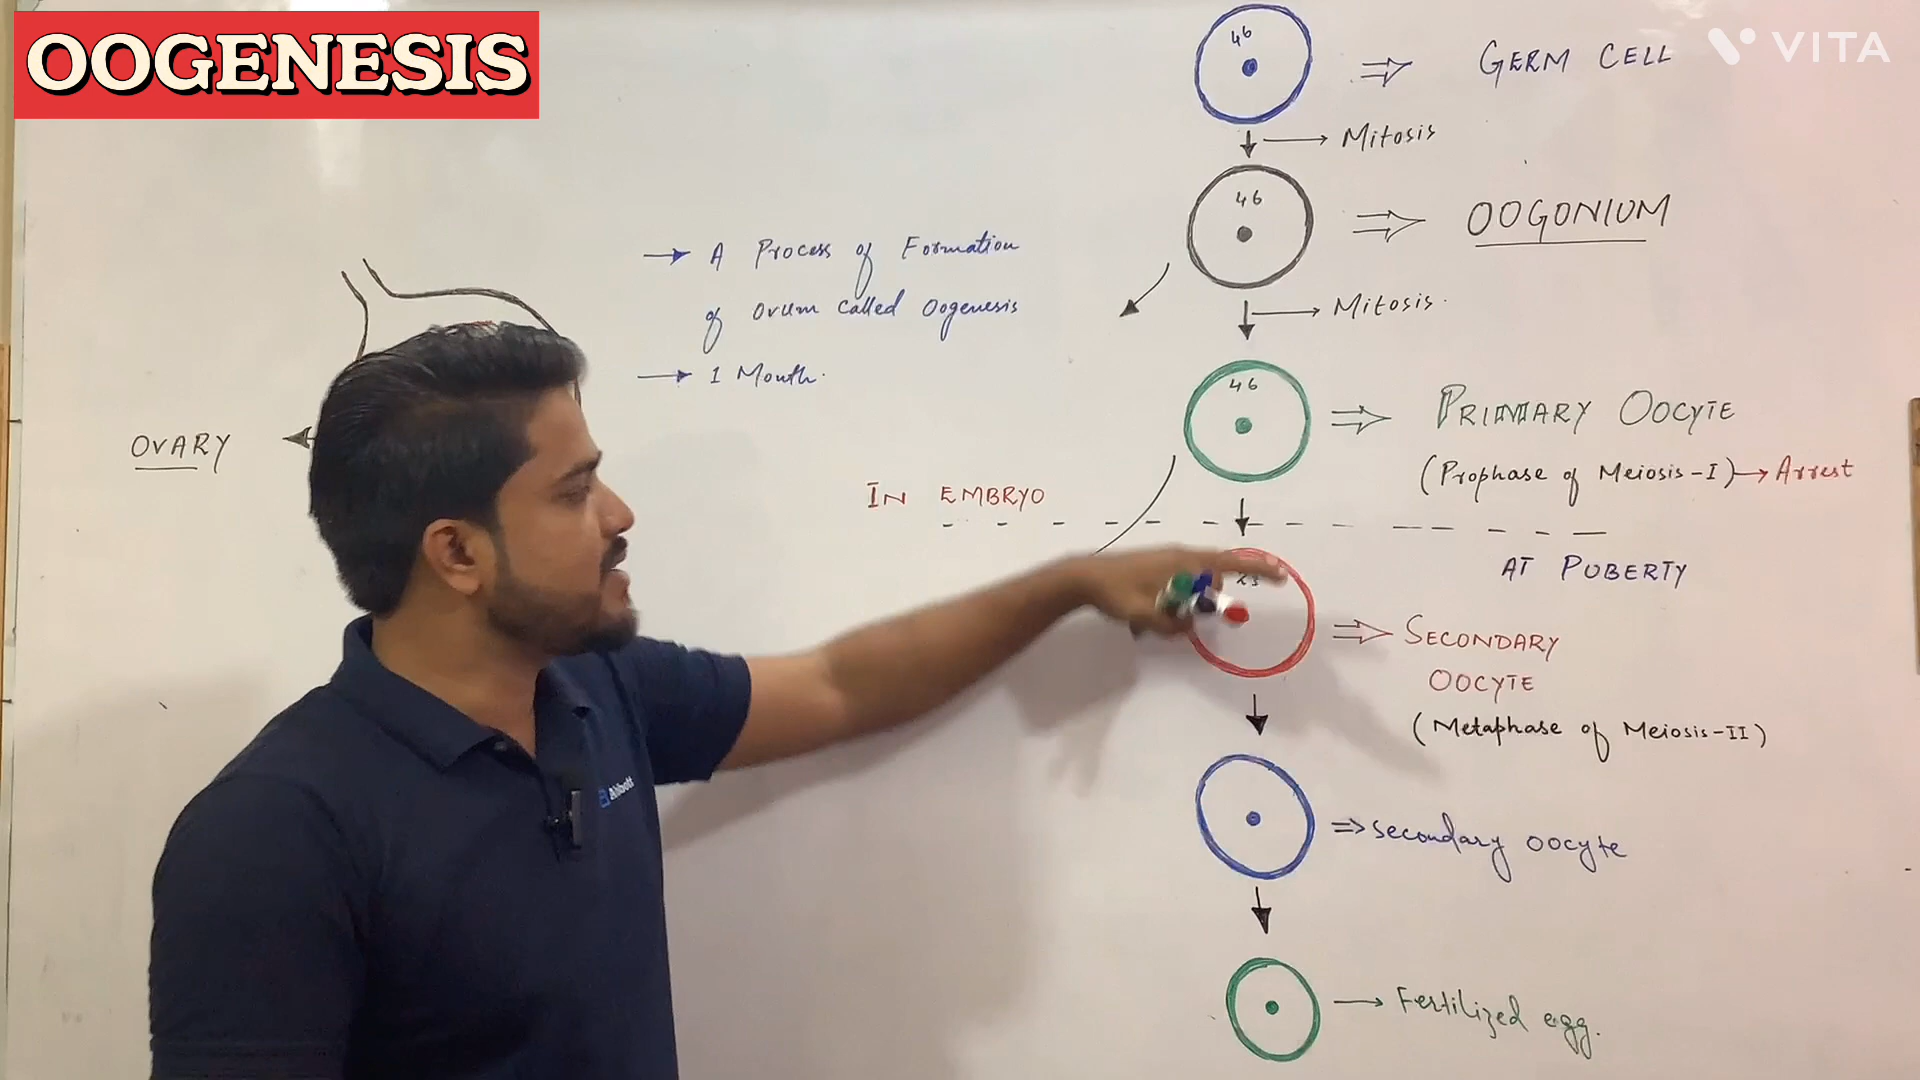 OOGENESIS
VITA
46
GERM CELL
Mitosis
46
OOGONIUM
→ A Process of Formation
of Ovum called Oogenesis
→ 1 Month.
Mitosis.
46
PRIMARY OOCYTE
(Prophase of Meiosis-I) → Arrest
OVARY
IN EMBRYO
AT PUBERTY
23
SECONDARY
OOCYTE
(Metaphase of Meiosis-II)
secondary oocyte
Fertilized egg.
Abbott